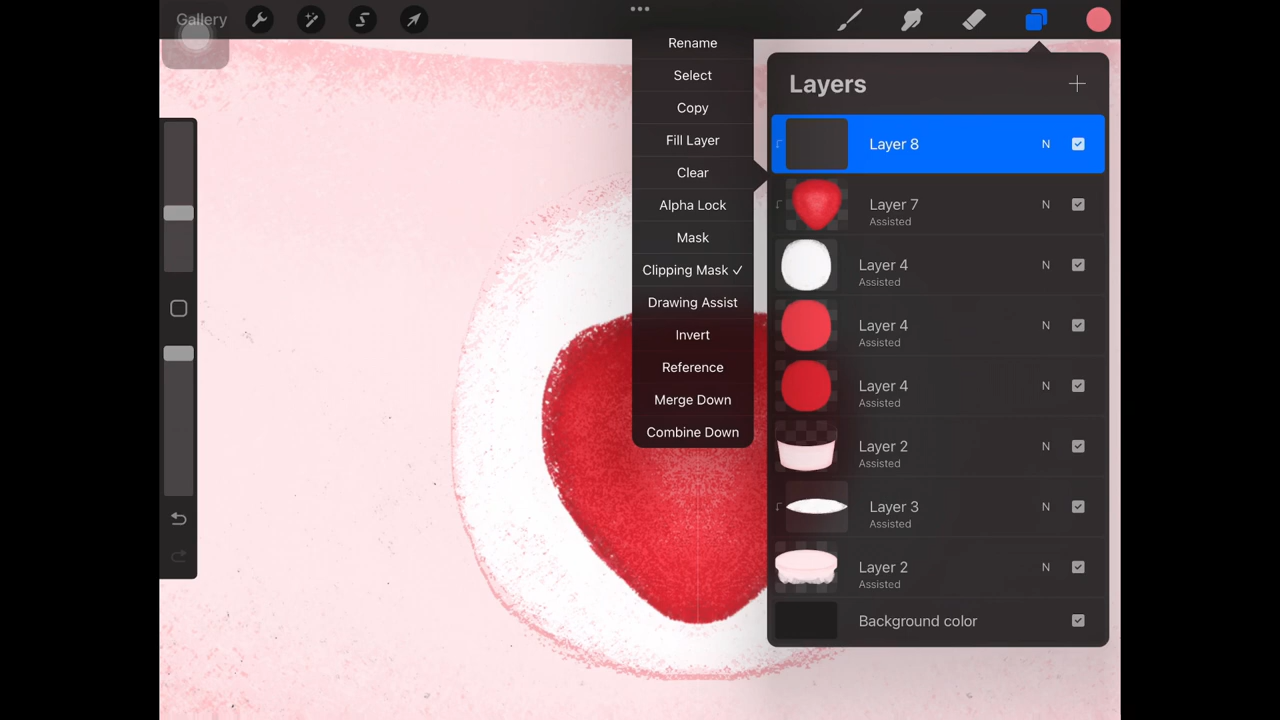 Gallery
Rename
Select
Copy
Fill Layer
Clear
Alpha Lock
Mask
Clipping Mask ✓
Drawing Assist
Invert
Reference
Merge Down
Combine Down
Layers
Layer 8 N
Layer 7 N
Assisted
Layer 4 N
Assisted
Layer 4 N
Assisted
Layer 4 N
Assisted
Layer 2 N
Assisted
Layer 3 N
Assisted
Layer 2 N
Assisted
Background color